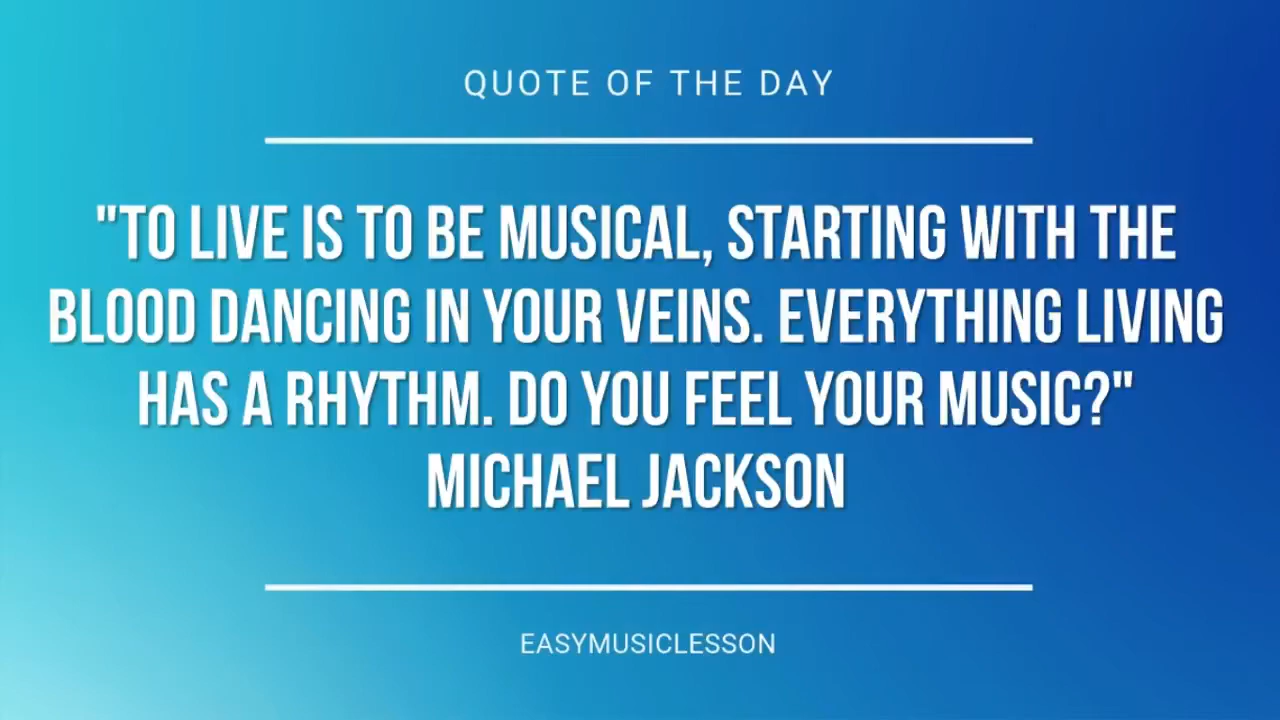 QUOTE OF THE DAY
"TO LIVE IS TO BE MUSICAL, STARTING WITH THE
BLOOD DANCING IN YOUR VEINS. EVERYTHING LIVING
HAS A RHYTHM. DO YOU FEEL YOUR MUSIC?"
MICHAEL JACKSON
EASYMUSICLESSON